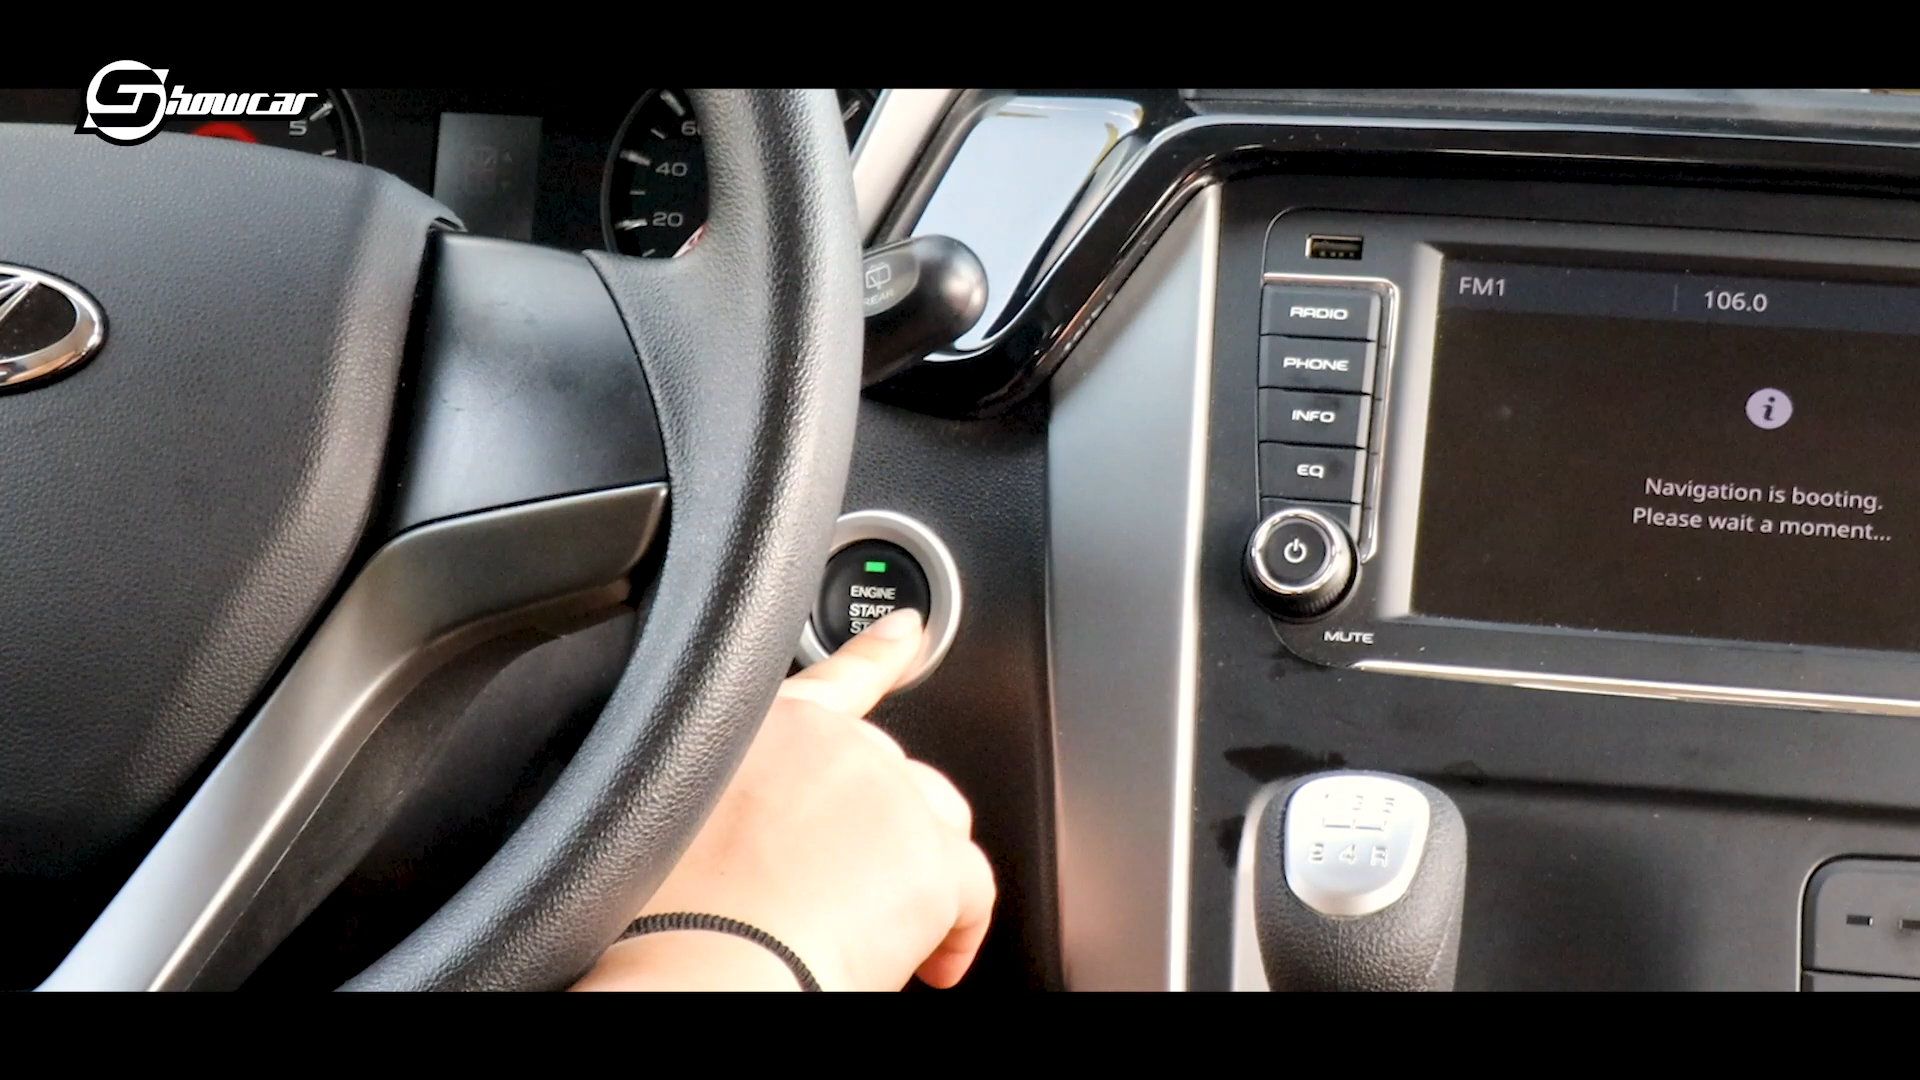 Showcar
5
60
40
20
REAR
FM1
106.0
RADIO
PHONE
INFO
EQ
Navigation is booting.
Please wait a moment...
ENGINE
START
MUTE
4